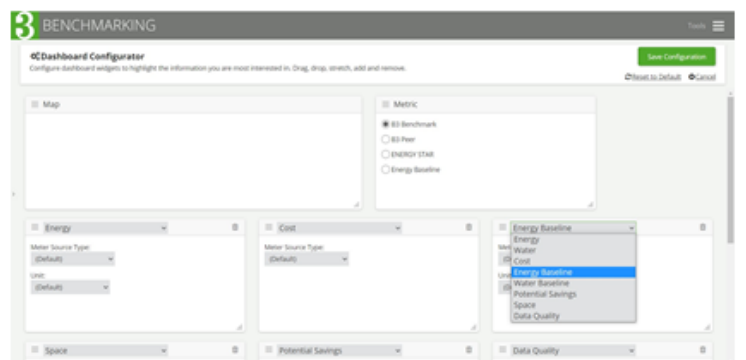 3 BENCHMARKING
Tools
Dashboard Configurator
Configure dashboard widgets to highlight the information you are most interested in. Drag, drop, stretch, add and remove.
Save Configuration
Reset to Default Cancel
Map
Metric
B3 Benchmark
B3 Peer
ENERGY STAR
Energy Baseline
Energy
Meter Source Type:
(Default)
Unit:
(Default)
Cost
Meter Source Type:
(Default)
Energy Baseline
Energy
Water
Cost
Energy Baseline
Water Baseline
Potential Savings
Space
Data Quality
Space
Potential Savings
Data Quality